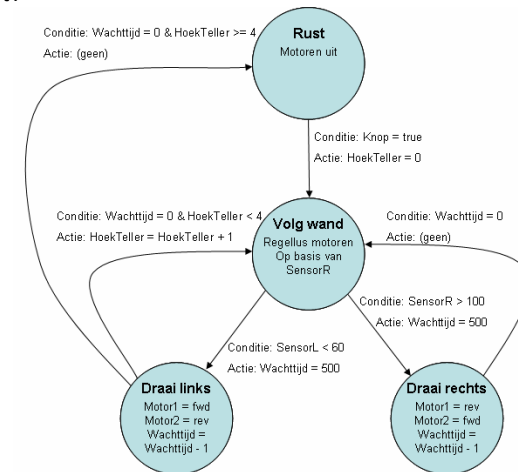 Conditie: Wachttijd = 0 & HoekTeller >= 4
Actie: (geen)
Rust
Motoren uit
Conditie: Knop = true
Actie: HoekTeller = 0
Conditie: Wachttijd = 0 & HoekTeller < 4
Actie: HoekTeller = HoekTeller + 1
Volg wand
Regellus motoren
Op basis van
SensorR
Conditie: Wachttijd = 0
Actie: (geen)
Conditie: SensorR > 100
Actie: Wachttijd = 500
Conditie: SensorL < 60
Actie: Wachttijd = 500
Draai links
Motor1 = fwd
Motor2 = rev
Wachttijd =
Wachttijd - 1
Draai rechts
Motor1 = rev
Motor2 = fwd
Wachttijd =
Wachttijd - 1